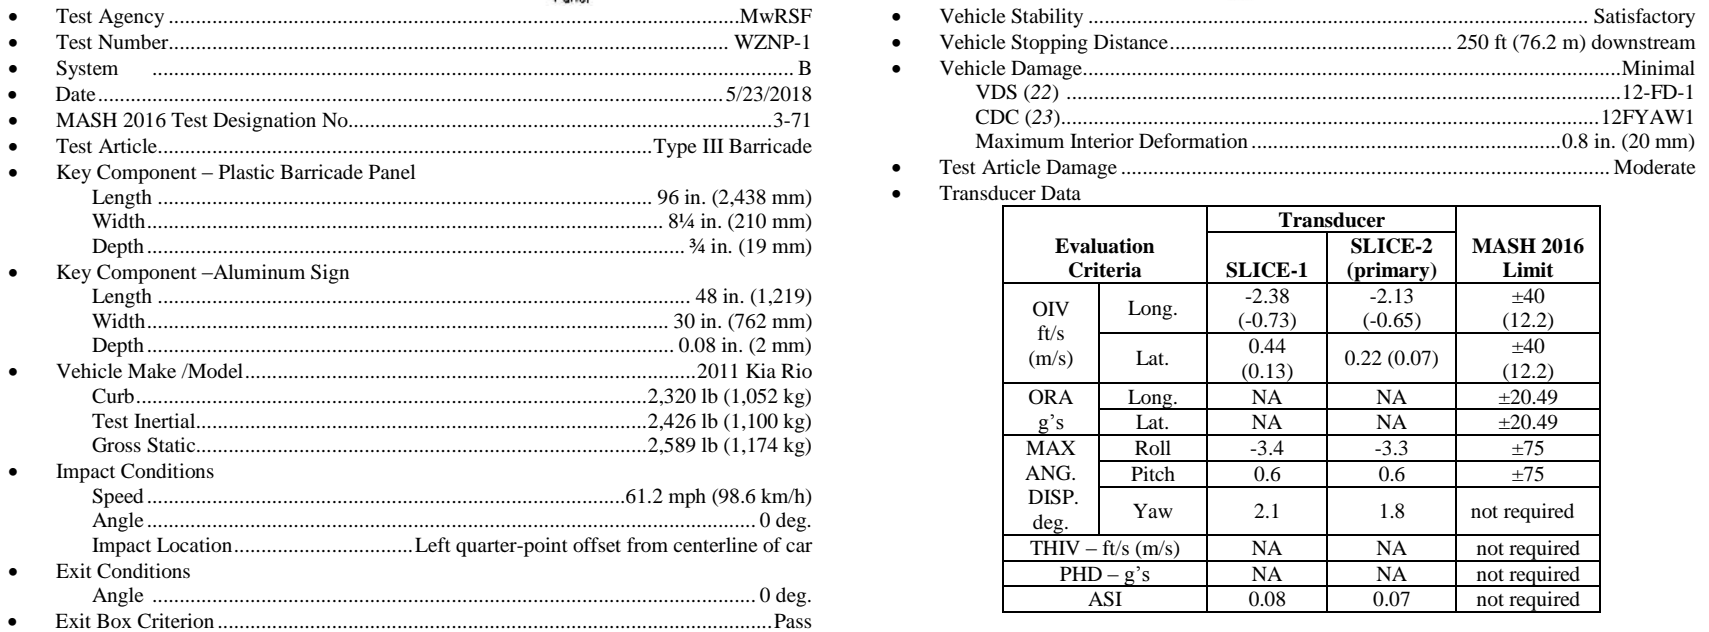 Panel
• Test Agency ........ MwRSF
• Test Number ........ WZNP-1
• System ........ B
• Date ........ 5/23/2018
• MASH 2016 Test Designation No. ........ 3-71
• Test Article ........ Type III Barricade
• Key Component – Plastic Barricade Panel
Length ........ 96 in. (2,438 mm)
Width ........ 8¼ in. (210 mm)
Depth ........ ¾ in. (19 mm)
• Key Component –Aluminum Sign
Length ........ 48 in. (1,219)
Width ........ 30 in. (762 mm)
Depth ........ 0.08 in. (2 mm)
• Vehicle Make /Model ........ 2011 Kia Rio
Curb ........ 2,320 lb (1,052 kg)
Test Inertial ........ 2,426 lb (1,100 kg)
Gross Static ........ 2,589 lb (1,174 kg)
• Impact Conditions
Speed ........ 61.2 mph (98.6 km/h)
Angle ........ 0 deg.
Impact Location ........ Left quarter-point offset from centerline of car
• Exit Conditions
Angle ........ 0 deg.
• Exit Box Criterion ........ Pass
• Vehicle Stability ........ Satisfactory
• Vehicle Stopping Distance ........ 250 ft (76.2 m) downstream
• Vehicle Damage ........ Minimal
VDS (22) ........ 12-FD-1
CDC (23) ........ 12FYAW1
Maximum Interior Deformation ........ 0.8 in. (20 mm)
• Test Article Damage ........ Moderate
• Transducer Data
Evaluation Criteria Transducer MASH 2016 Limit
SLICE-1 SLICE-2 (primary)
OIV ft/s (m/s) Long. -2.38 (-0.73) -2.13 (-0.65) ±40 (12.2)
Lat. 0.44 (0.13) 0.22 (0.07) ±40 (12.2)
ORA g's Long. NA NA ±20.49
Lat. NA NA ±20.49
MAX ANG. DISP. deg. Roll -3.4 -3.3 ±75
Pitch 0.6 0.6 ±75
Yaw 2.1 1.8 not required
THIV – ft/s (m/s) NA NA not required
PHD – g's NA NA not required
ASI 0.08 0.07 not required